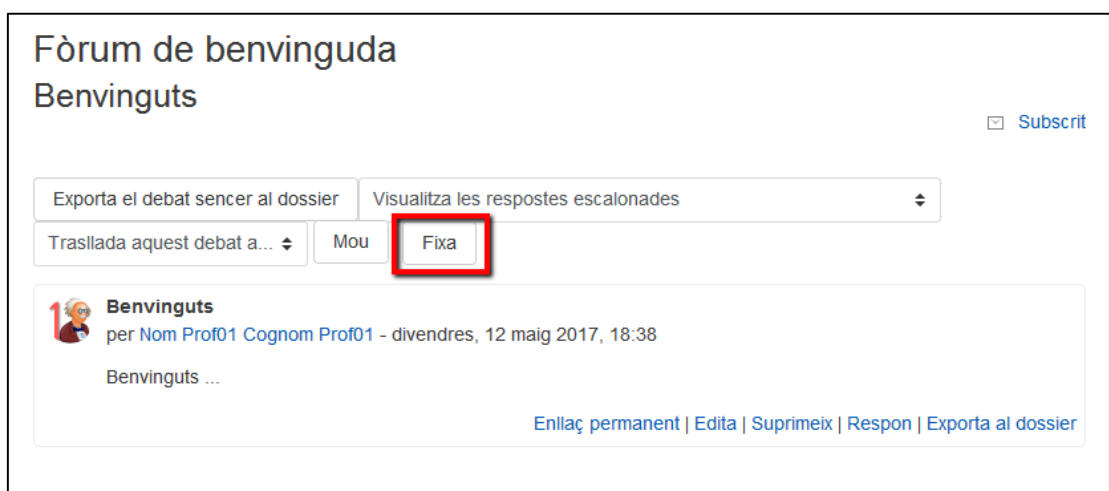 Fòrum de benvinguda
Benvinguts
Subscrit
Exporta el debat sencer al dossier Visualitza les respostes escalonades
Trasllada aquest debat a... Mou Fixa
Benvinguts
per Nom Prof01 Cognom Prof01 - divendres, 12 maig 2017, 18:38
Benvinguts ...
Enllaç permanent | Edita | Suprimeix | Respon | Exporta al dossier